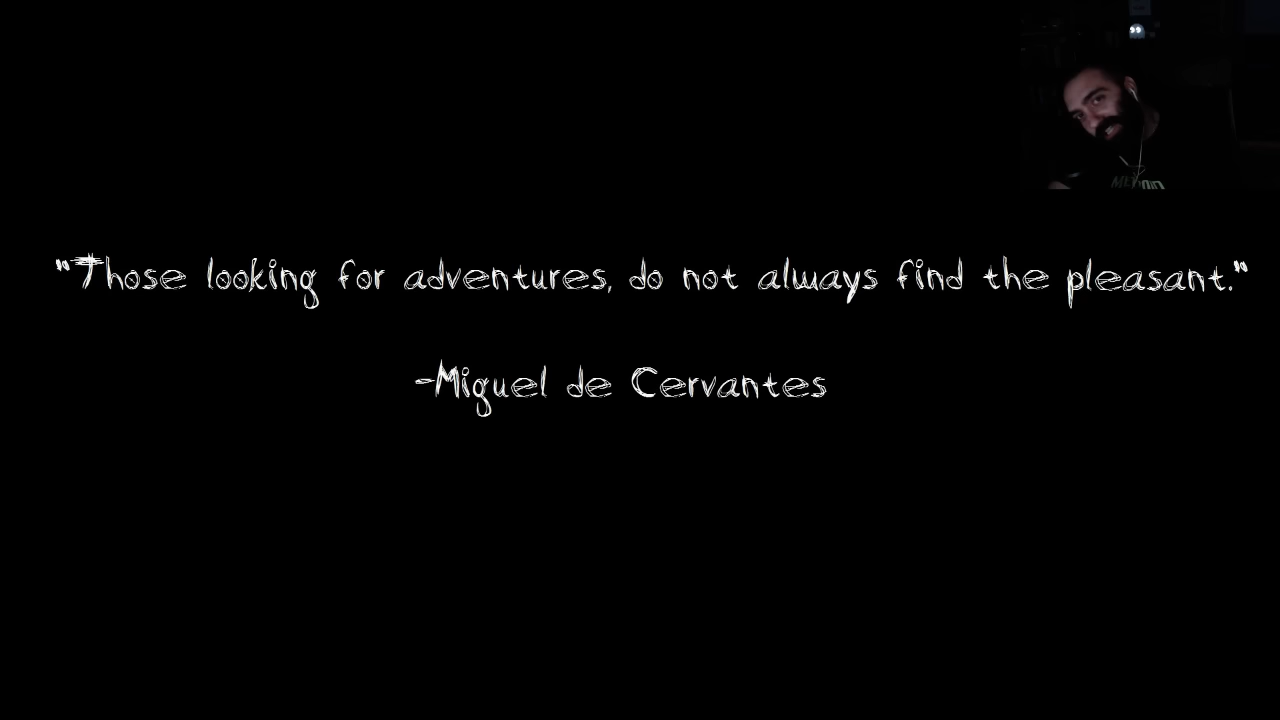 "Those looking for adventures, do not always find the pleasant."
-Miguel de Cervantes